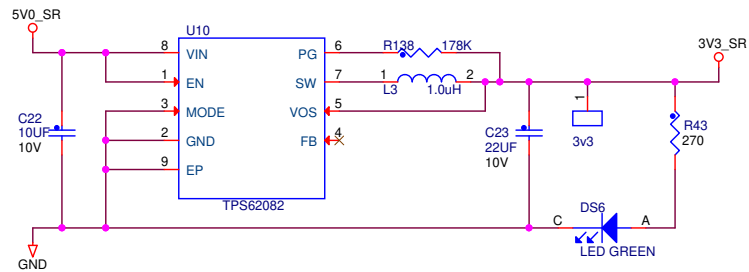 5V0_SR
U10
3V3_SR
8 VIN PG 6 R138 178K
1 EN SW 7 1 L3 1.0uH 2
3 MODE VOS 5
2 GND FB 4
9 EP
TPS62082
C22
10UF
10V
C23
22UF
10V
1
3v3
R43
270
DS6
C A
LED GREEN
GND